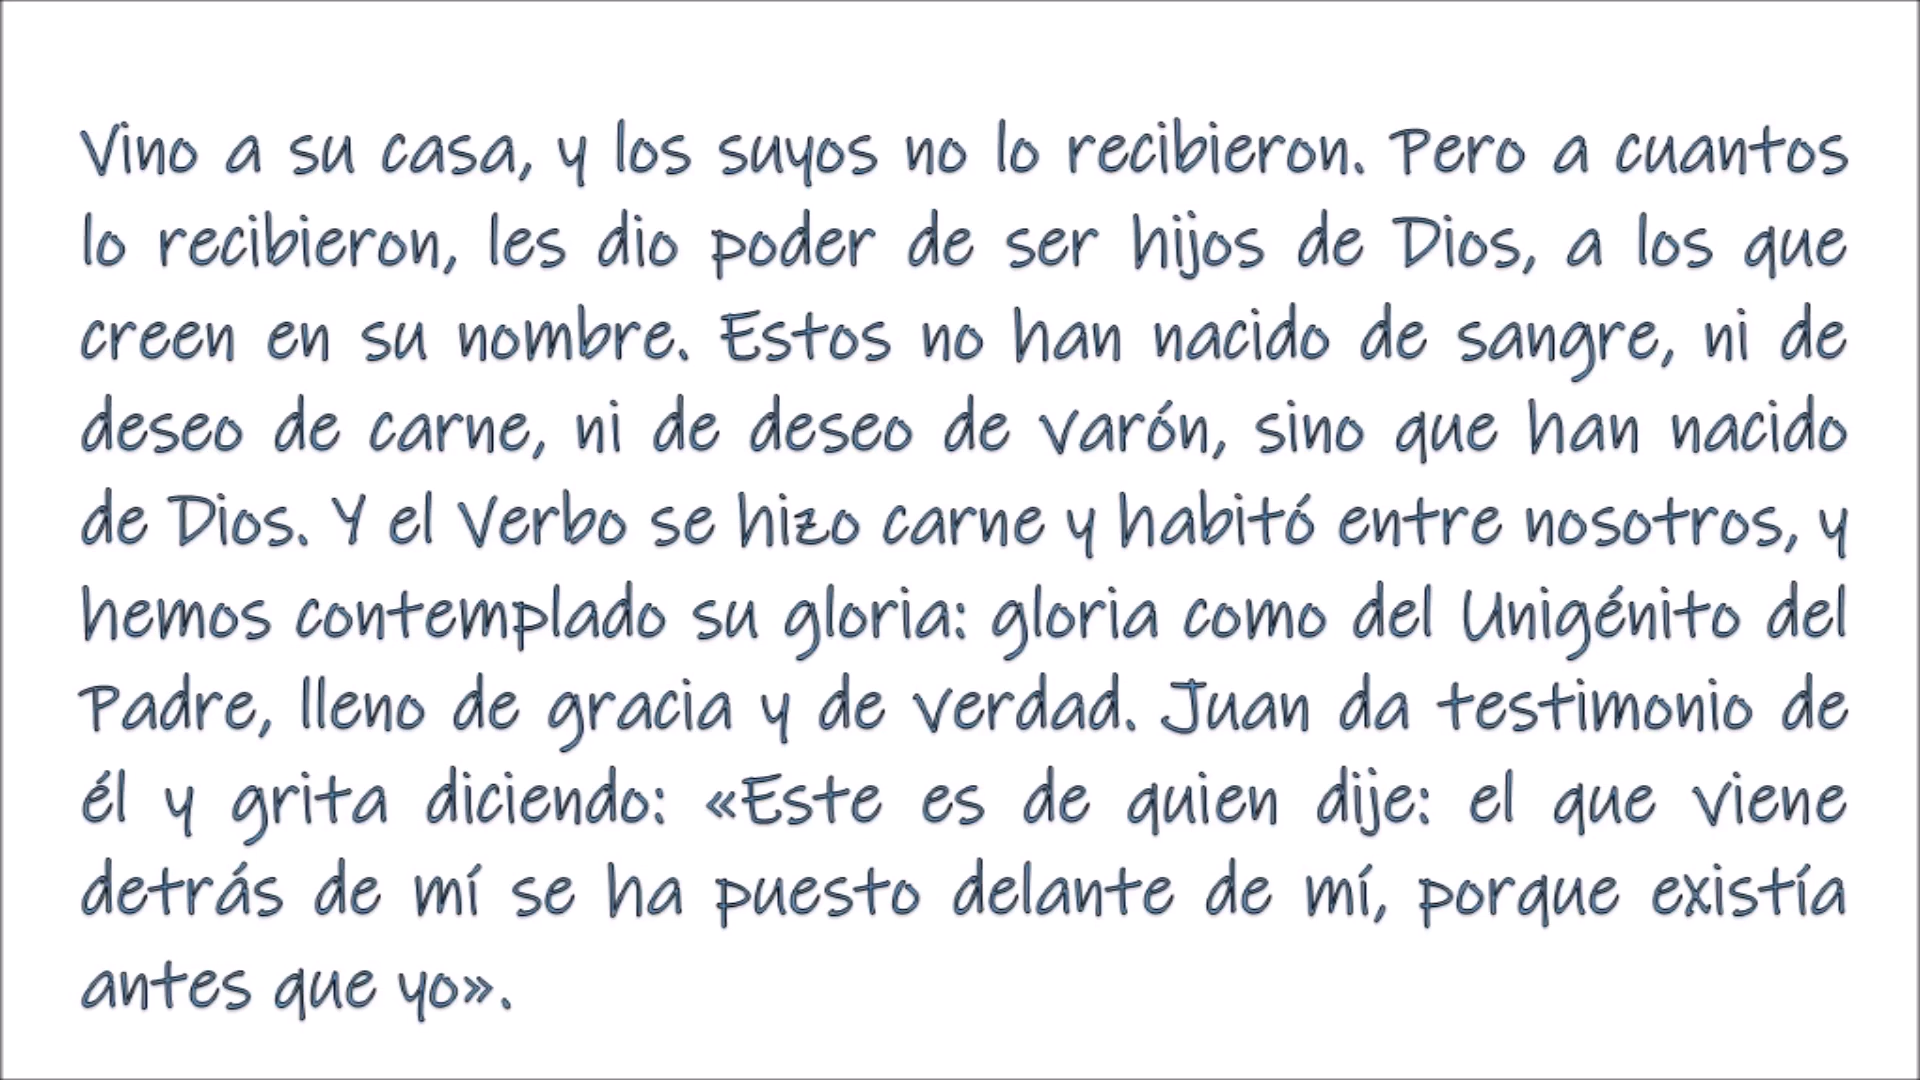 Vino a su casa, y los suyos no lo recibieron. Pero a cuantos
lo recibieron, les dio poder de ser hijos de Dios, a los que
creen en su nombre. Estos no han nacido de sangre, ni de
deseo de carne, ni de deseo de varón, sino que han nacido
de Dios. Y el Verbo se hizo carne y habitó entre nosotros, y
hemos contemplado su gloria: gloria como del Unigénito del
Padre, lleno de gracia y de verdad. Juan da testimonio de
él y grita diciendo: «Este es de quien dije: el que viene
detrás de mí se ha puesto delante de mí, porque existía
antes que yo».